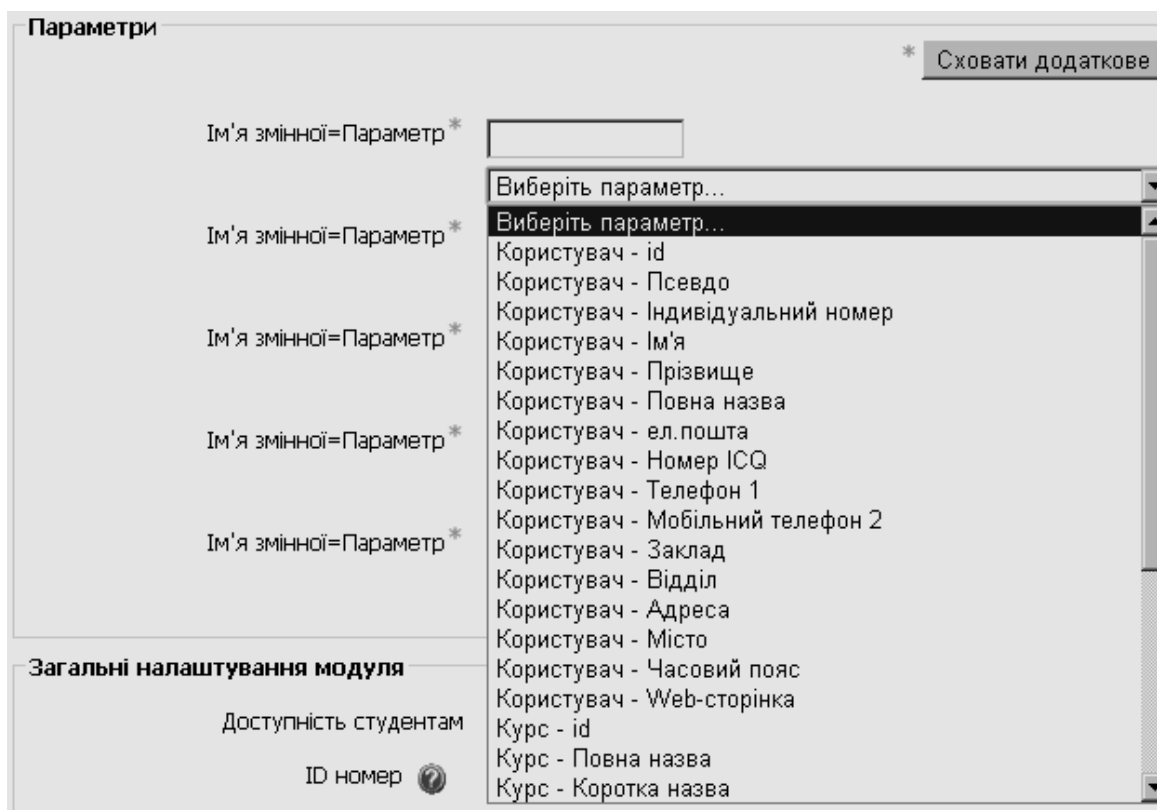 Параметри
* Сховати додаткове
Ім'я змінної=Параметр*
Виберіть параметр...
Ім'я змінної=Параметр*
Виберіть параметр...
Користувач - id
Користувач - Псевдо
Користувач - Індивідуальний номер
Ім'я змінної=Параметр*
Користувач - Ім'я
Користувач - Прізвище
Користувач - Повна назва
Користувач - ел.пошта
Ім'я змінної=Параметр*
Користувач - Номер ICQ
Користувач - Телефон 1
Користувач - Мобільний телефон 2
Ім'я змінної=Параметр*
Користувач - Заклад
Користувач - Відділ
Користувач - Адреса
Користувач - Місто
Загальні налаштування модуля
Користувач - Часовий пояс
Користувач - Web-сторінка
Доступність студентам
Курс - id
Курс - Повна назва
ID номер
Курс - Коротка назва